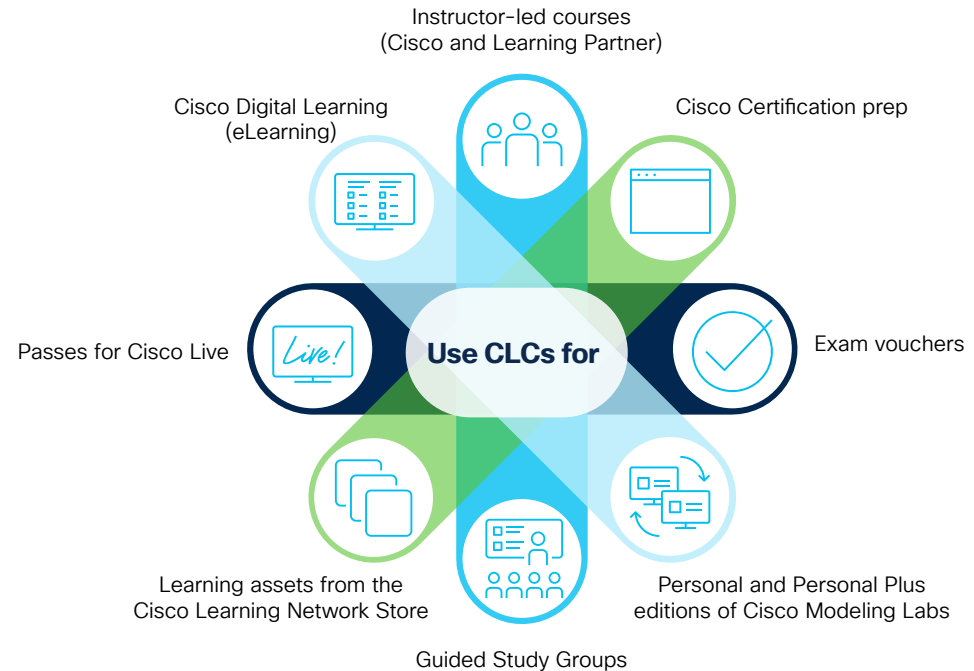 Instructor-led courses
(Cisco and Learning Partner)
Cisco Digital Learning
(eLearning)
Cisco Certification prep
Passes for Cisco Live
Live!
Use CLCs for
Exam vouchers
Learning assets from the
Cisco Learning Network Store
Personal and Personal Plus
editions of Cisco Modeling Labs
Guided Study Groups